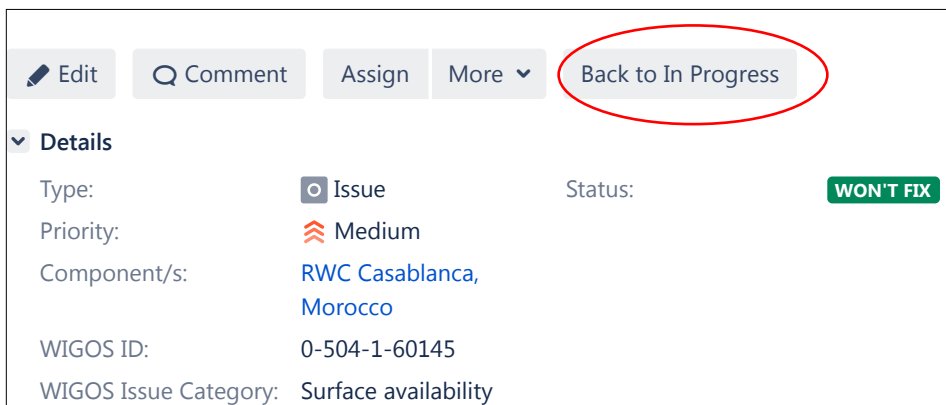 Edit Comment Assign More Back to In Progress
Details
Type: Issue Status: WON'T FIX
Priority: Medium
Component/s: RWC Casablanca,
Morocco
WIGOS ID: 0-504-1-60145
WIGOS Issue Category: Surface availability